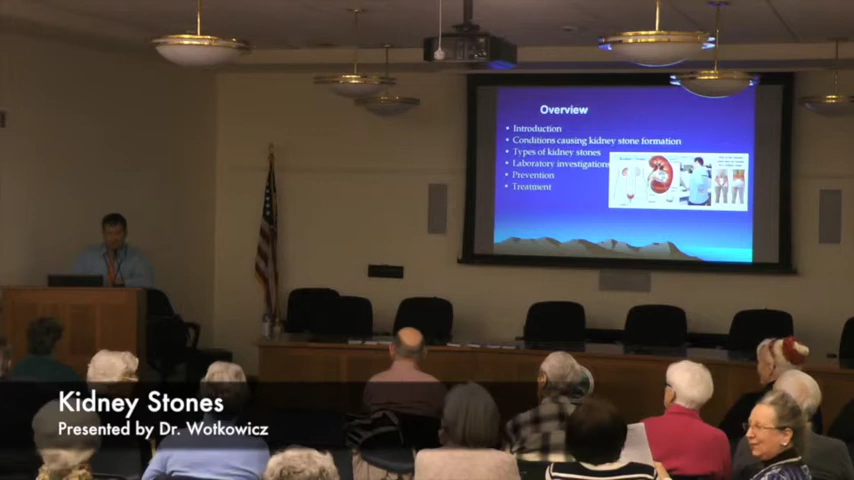 Overview
• Introduction
• Conditions causing kidney stone formation
• Types of kidney stones
• Laboratory investigations
• Prevention
• Treatment
Kidney Stones
Presented by Dr. Wotkowicz